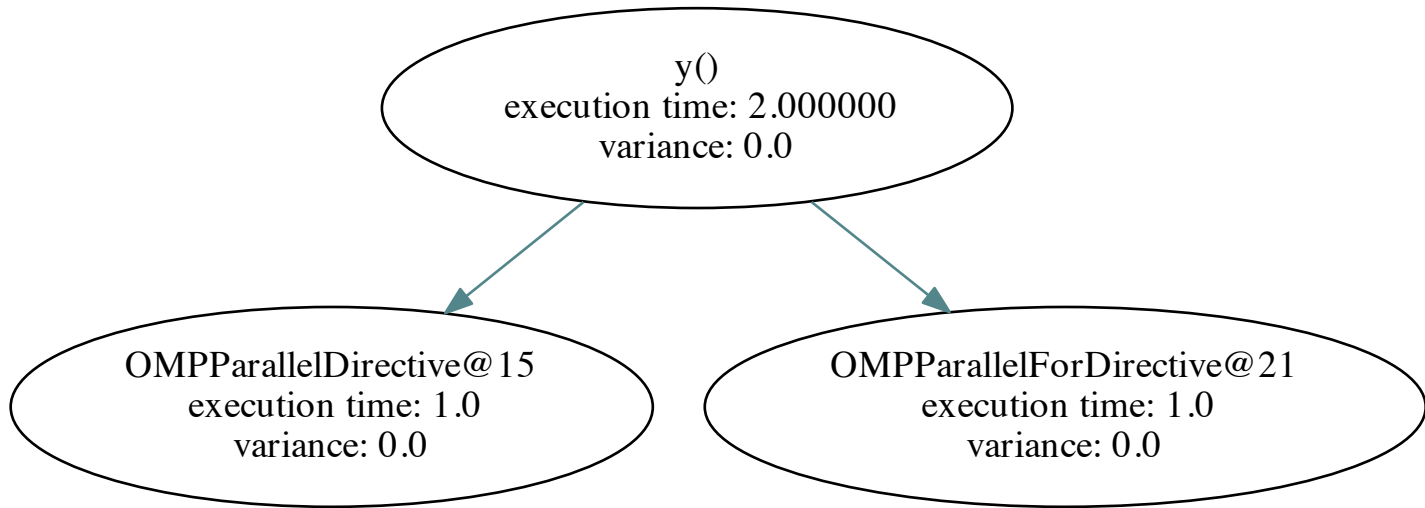 y()
execution time: 2.000000
variance: 0.0
OMPParallelDirective@15
execution time: 1.0
variance: 0.0
OMPParallelForDirective@21
execution time: 1.0
variance: 0.0